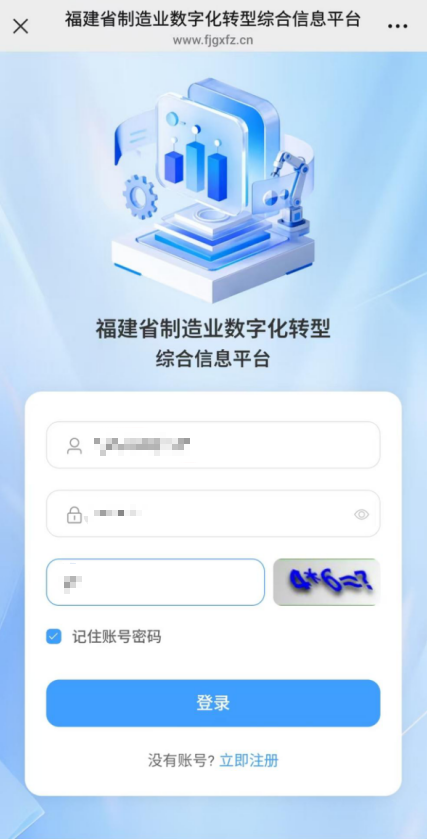 福建省制造业数字化转型综合信息平台
www.fjgxfz.cn
福建省制造业数字化转型
综合信息平台
4*6=?
记住账号密码
登录
没有账号? 立即注册